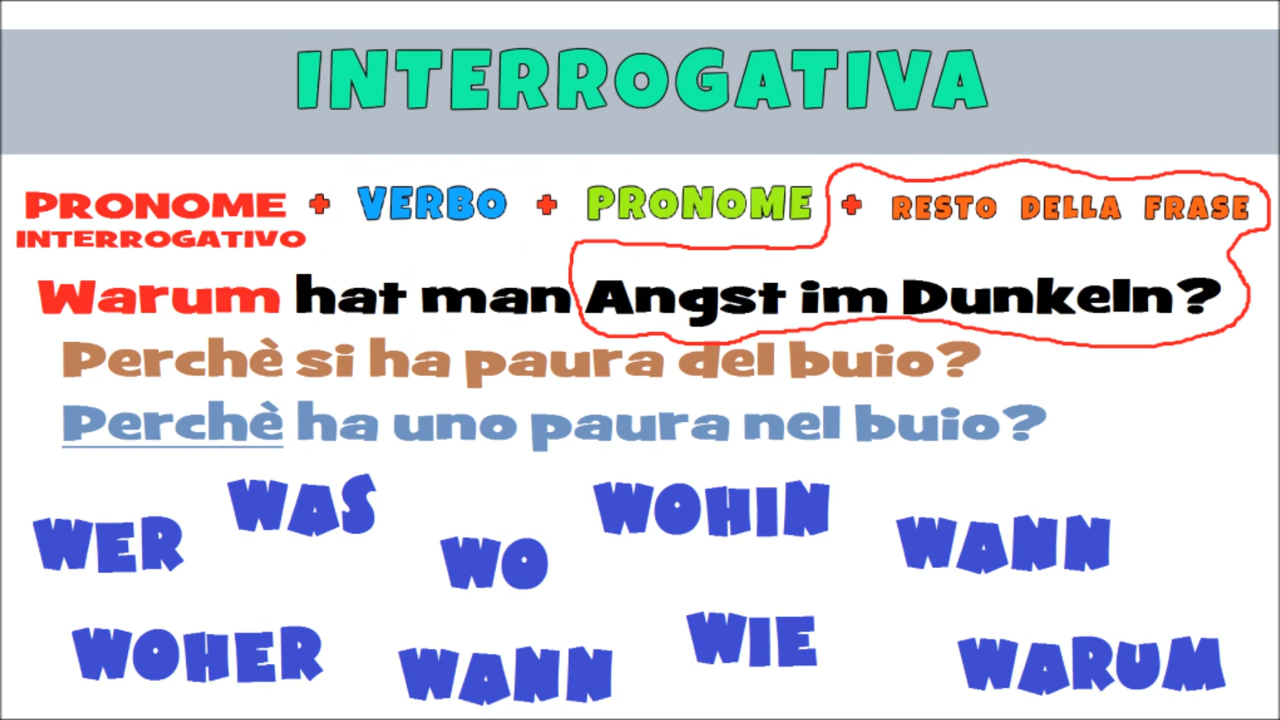 INTERROGATIVA
PRONOME + VERBO + PRONOME + RESTO DELLA FRASE
INTERROGATIVO
Warum hat man Angst im Dunkeln?
Perchè si ha paura del buio?
Perchè ha uno paura nel buio?
WER WAS WO WOHIN WANN
WOHER WANN WIE WARUM